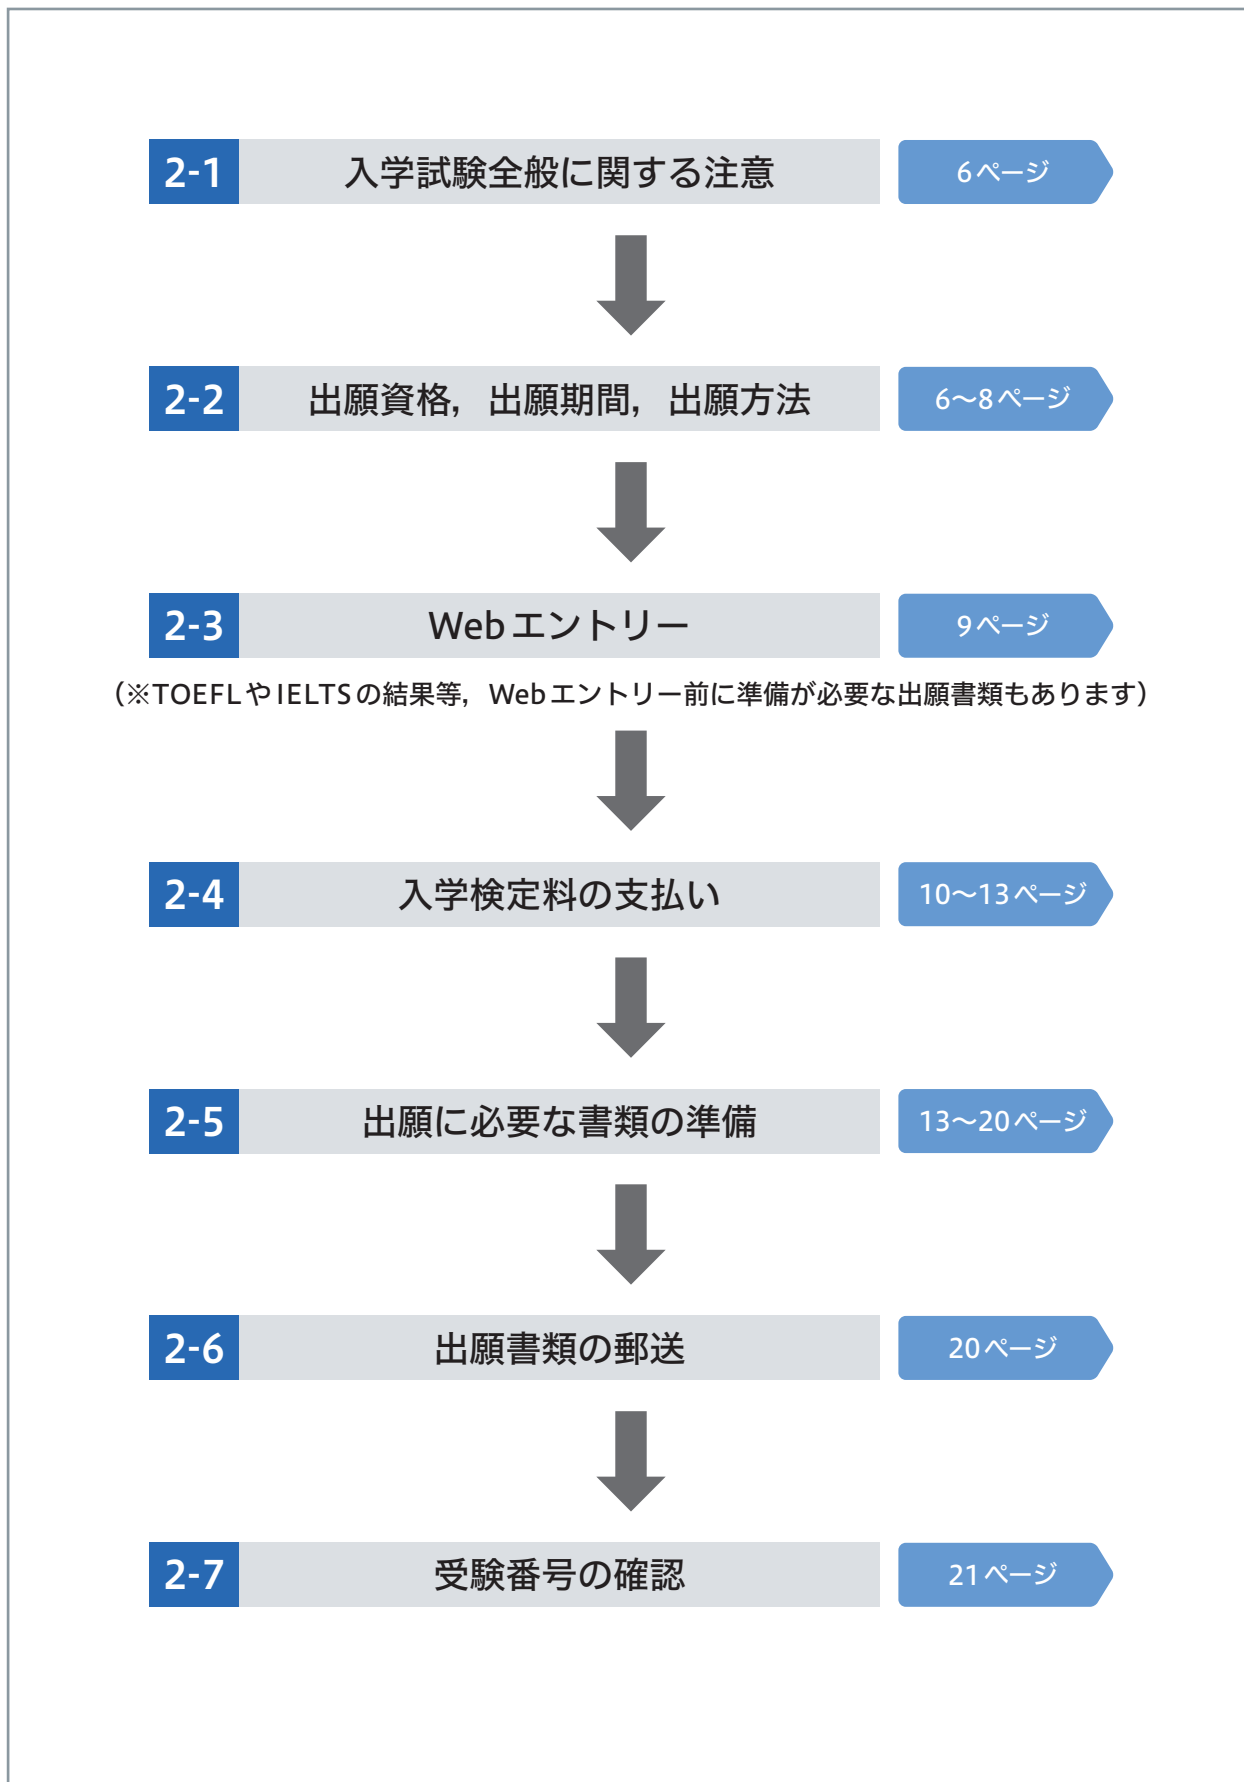 2-1 入学試験全般に関する注意 6ページ
2-2 出願資格，出願期間，出願方法 6～8ページ
2-3 Webエントリー 9ページ
（※TOEFLやIELTSの結果等，Webエントリー前に準備が必要な出願書類もあります）
2-4 入学検定料の支払い 10～13ページ
2-5 出願に必要な書類の準備 13～20ページ
2-6 出願書類の郵送 20ページ
2-7 受験番号の確認 21ページ